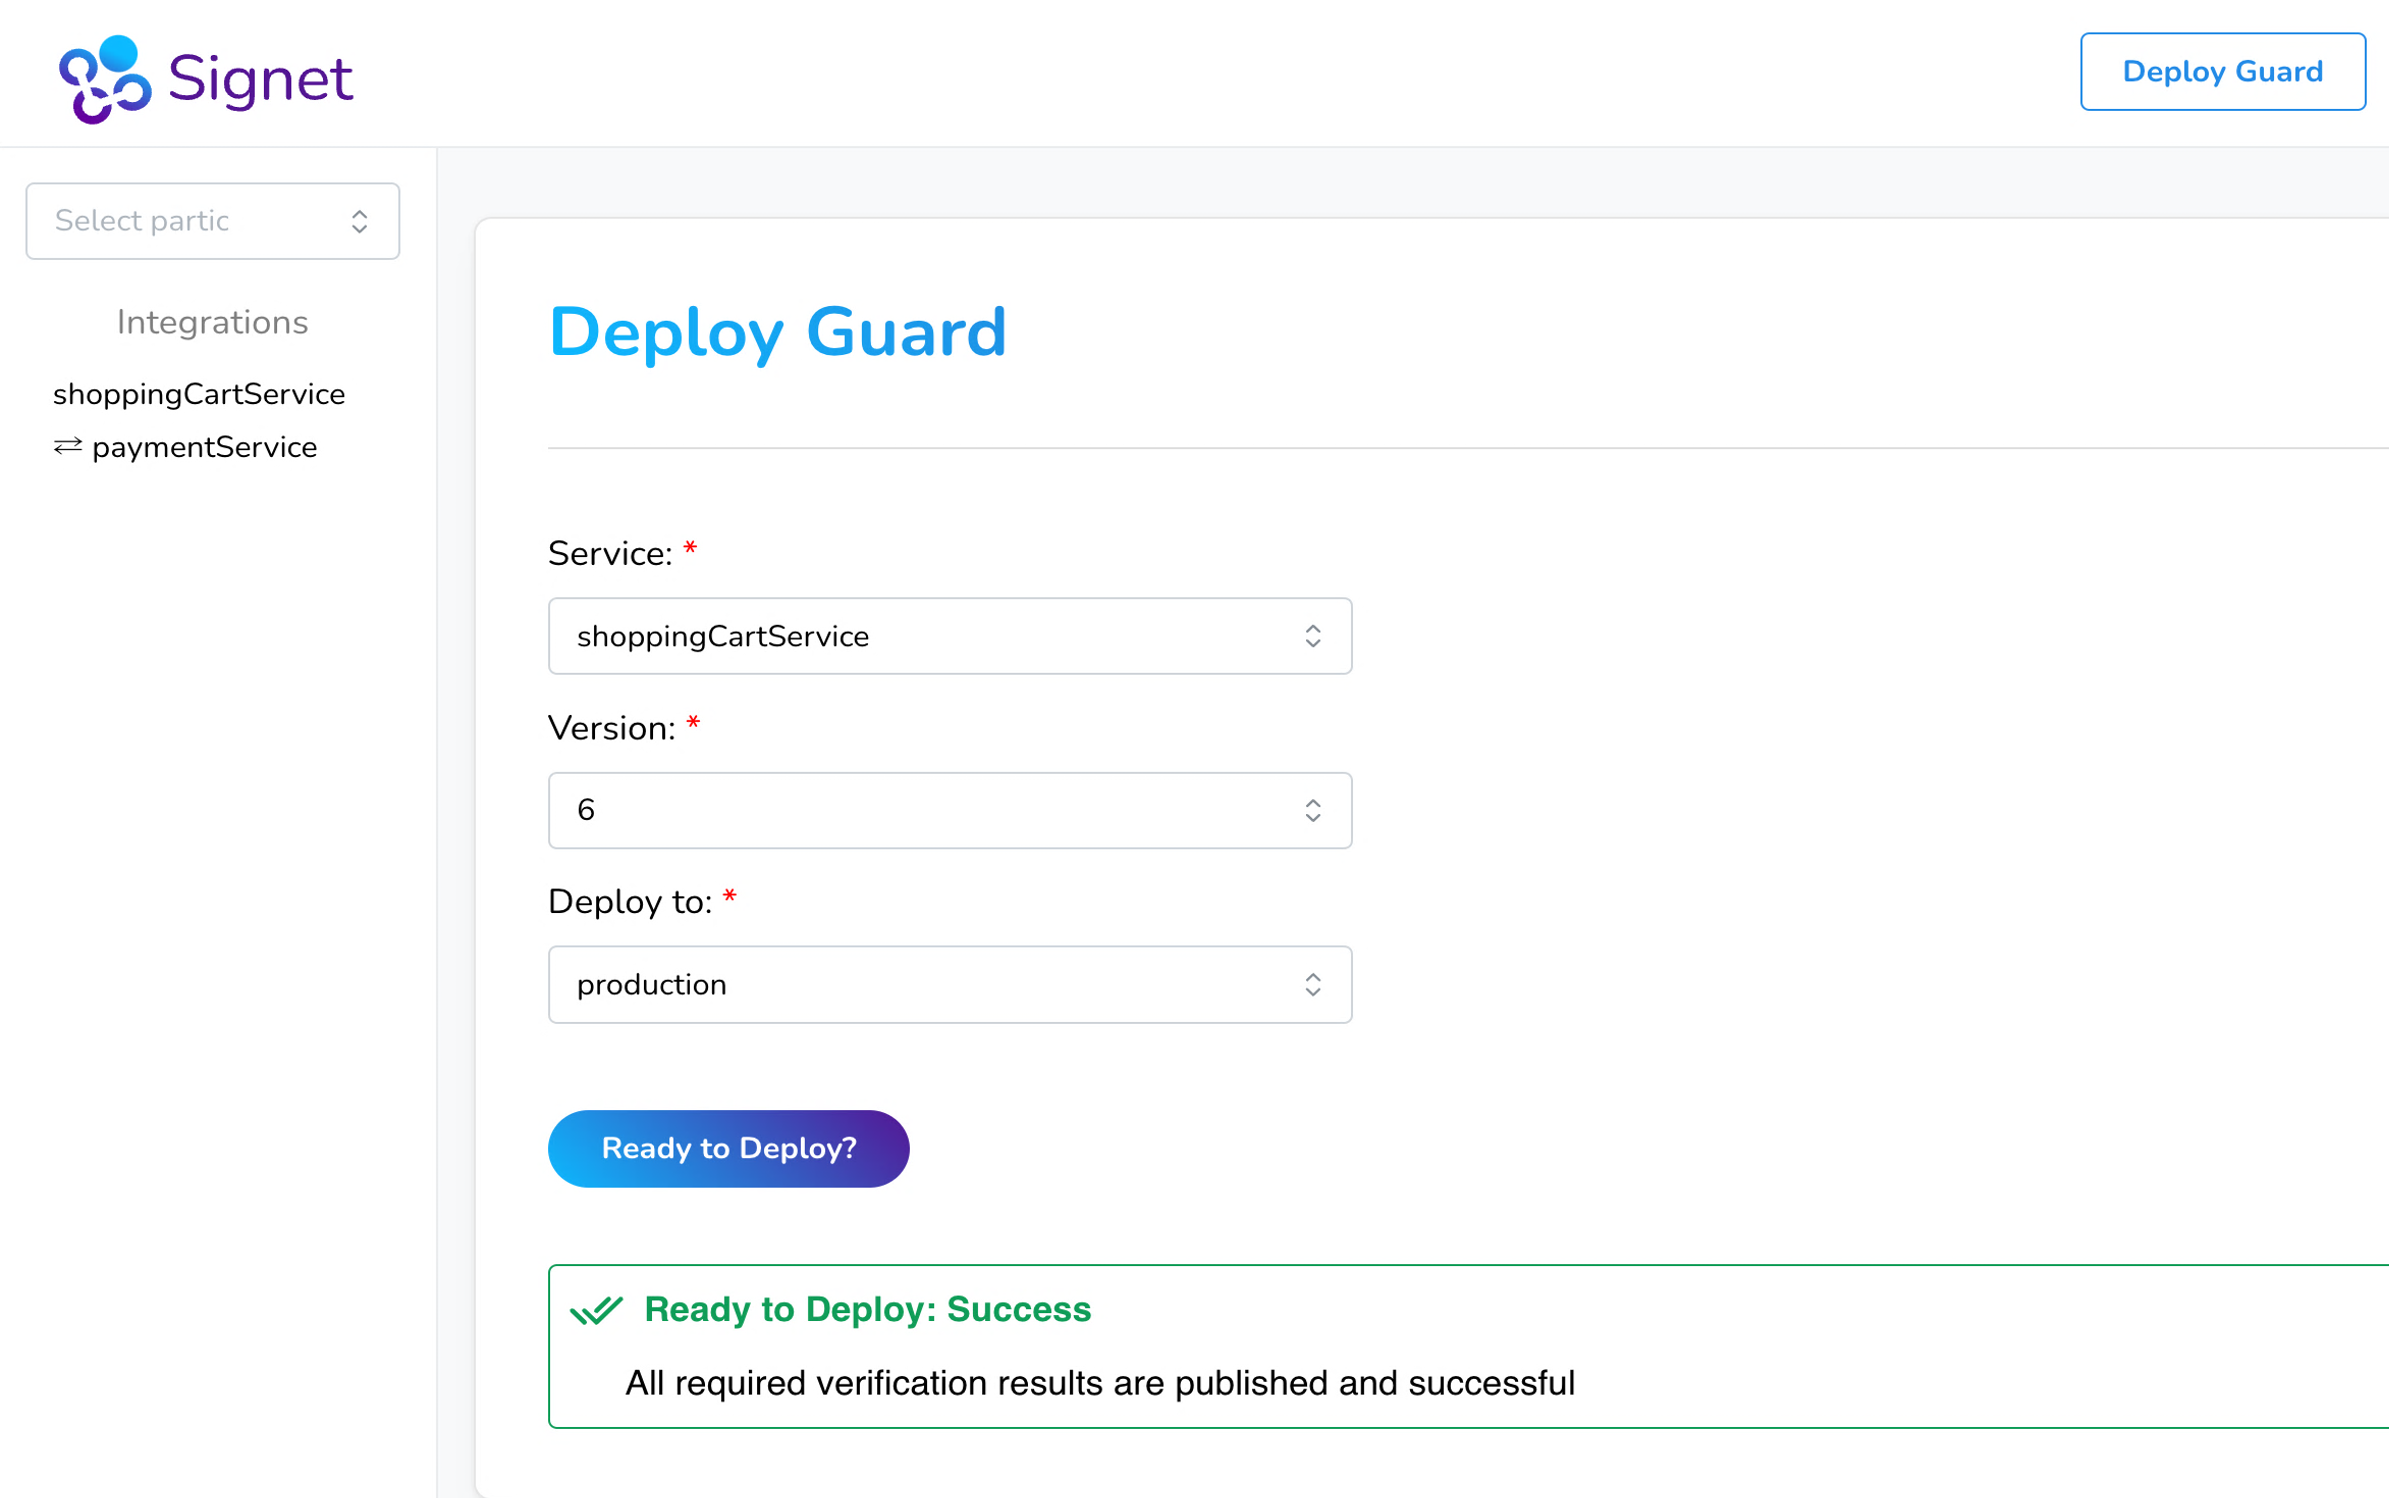 Signet
Deploy Guard
Select partic
Integrations
shoppingCartService
⇄ paymentService
Deploy Guard
Service: *
shoppingCartService
Version: *
6
Deploy to: *
production
Ready to Deploy?
Ready to Deploy: Success
All required verification results are published and successful